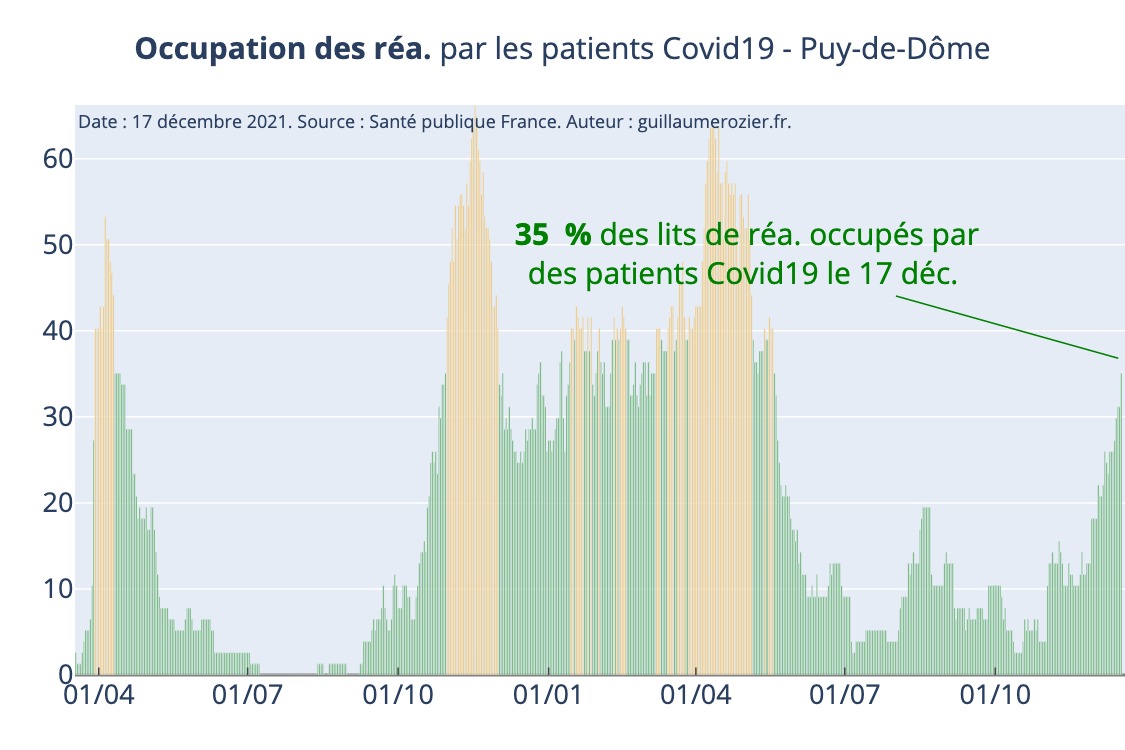 Occupation des réa. par les patients Covid19 - Puy-de-Dôme
Date : 17 décembre 2021. Source : Santé publique France. Auteur : guillaumerozier.fr.
60
50
35 % des lits de réa. occupés par
des patients Covid19 le 17 déc.
40
30
20
10
0
01/04 01/07 01/10 01/01 01/04 01/07 01/10